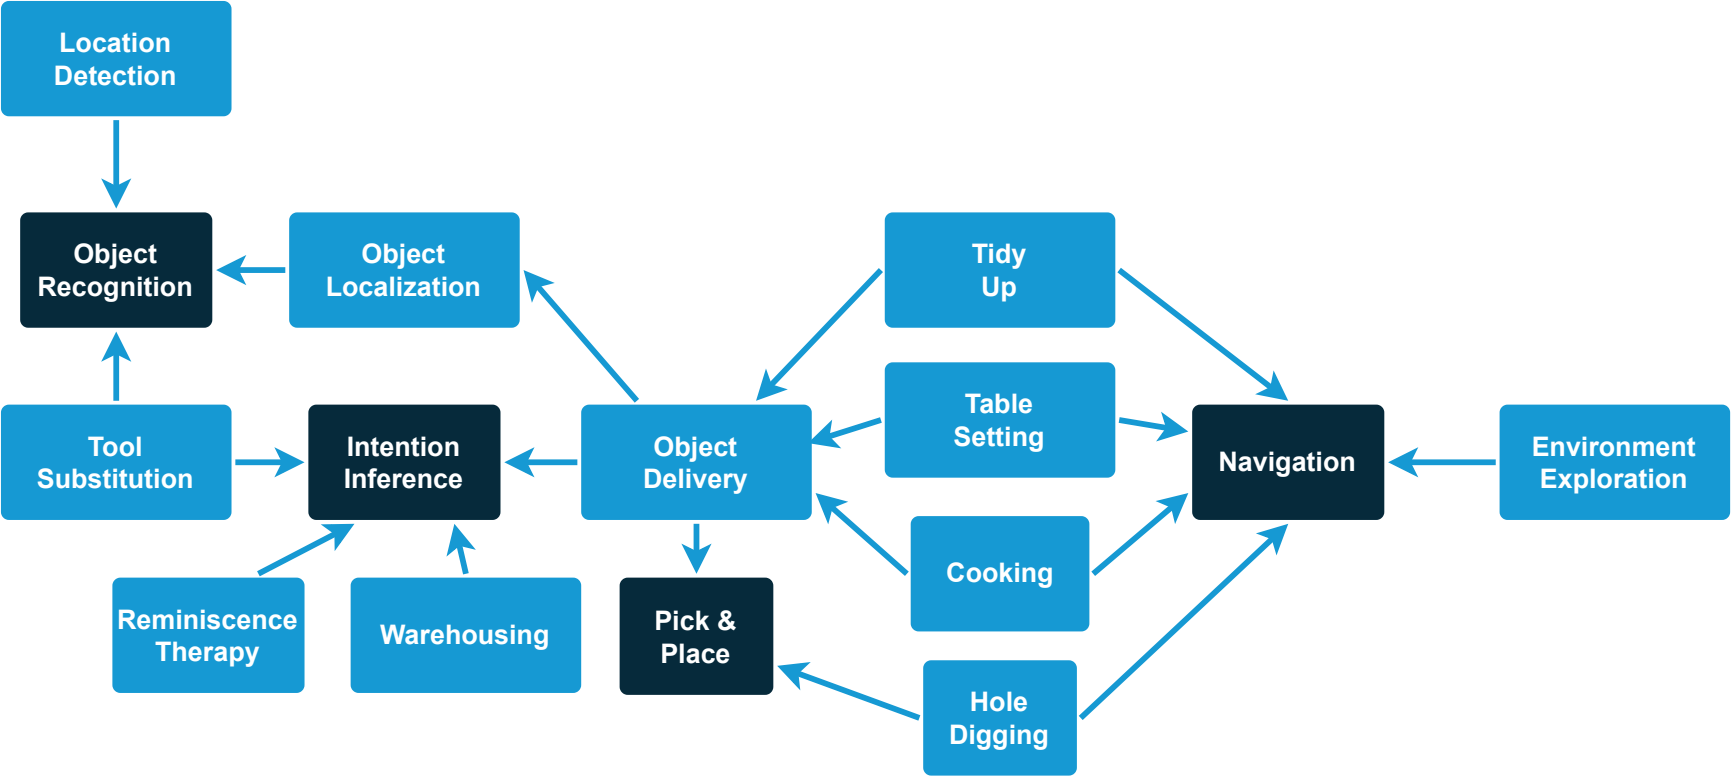 Location
Detection
Object
Recognition
Object
Localization
Tidy
Up
Table
Setting
Tool
Substitution
Intention
Inference
Object
Delivery
Navigation
Environment
Exploration
Cooking
Reminiscence
Therapy
Warehousing
Pick &
Place
Hole
Digging